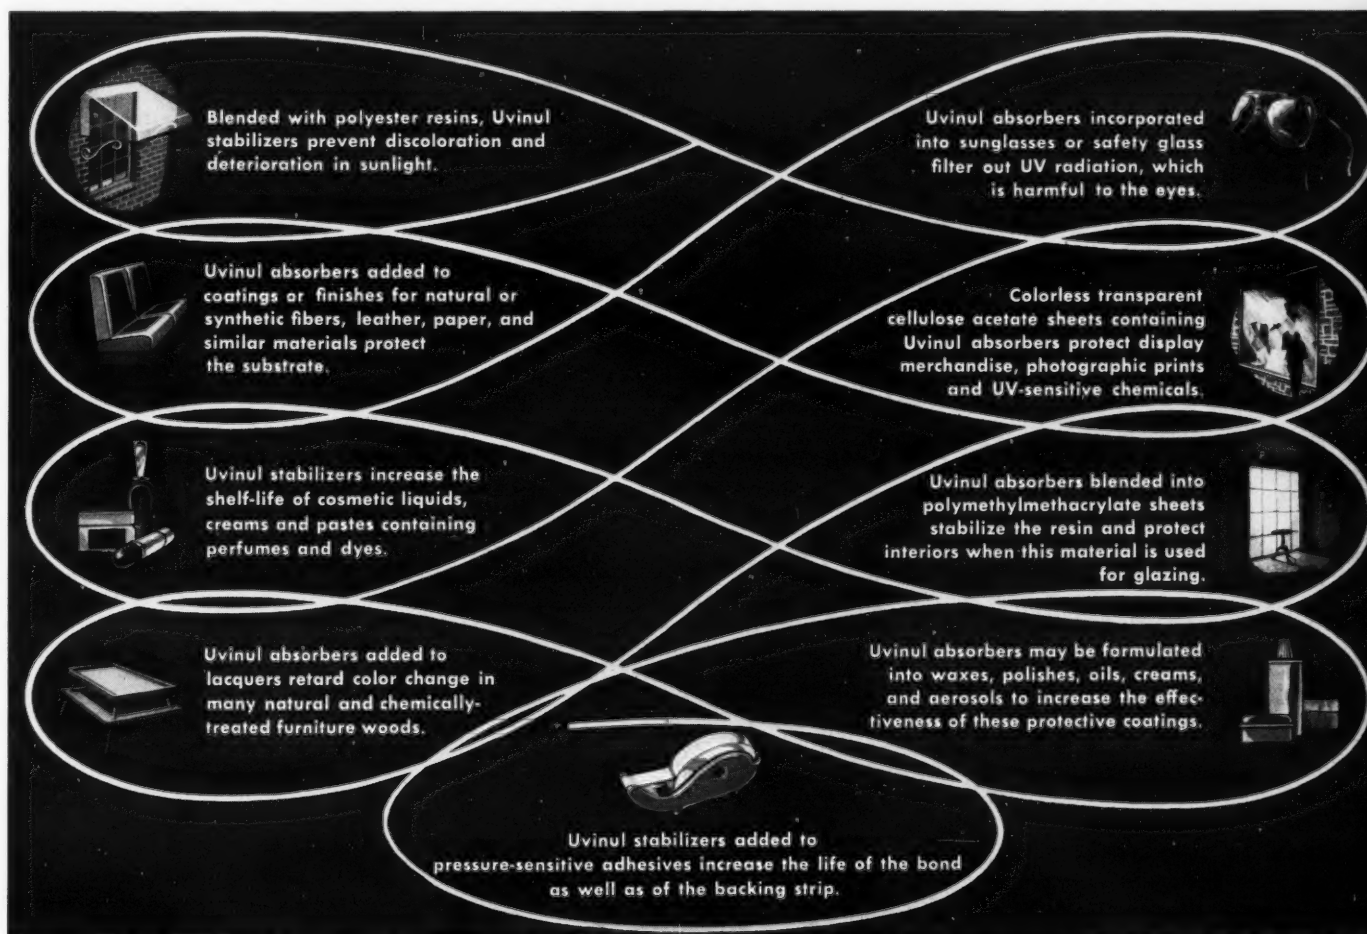 Blended with polyester resins, Uvinul
stabilizers prevent discoloration and
deterioration in sunlight.
Uvinul absorbers incorporated
into sunglasses or safety glass
filter out UV radiation, which
is harmful to the eyes.
Uvinul absorbers added to
coatings or finishes for natural or
synthetic fibers, leather, paper, and
similar materials protect
the substrate.
Colorless transparent
cellulose acetate sheets containing
Uvinul absorbers protect display
merchandise, photographic prints
and UV-sensitive chemicals.
Uvinul stabilizers increase the
shelf-life of cosmetic liquids,
creams and pastes containing
perfumes and dyes.
Uvinul absorbers blended into
polymethylmethacrylate sheets
stabilize the resin and protect
interiors when this material is used
for glazing.
Uvinul absorbers added to
lacquers retard color change in
many natural and chemically-
treated furniture woods.
Uvinul absorbers may be formulated
into waxes, polishes, oils, creams,
and aerosols to increase the effec-
tiveness of these protective coatings.
Uvinul stabilizers added to
pressure-sensitive adhesives increase the life of the bond
as well as of the backing strip.